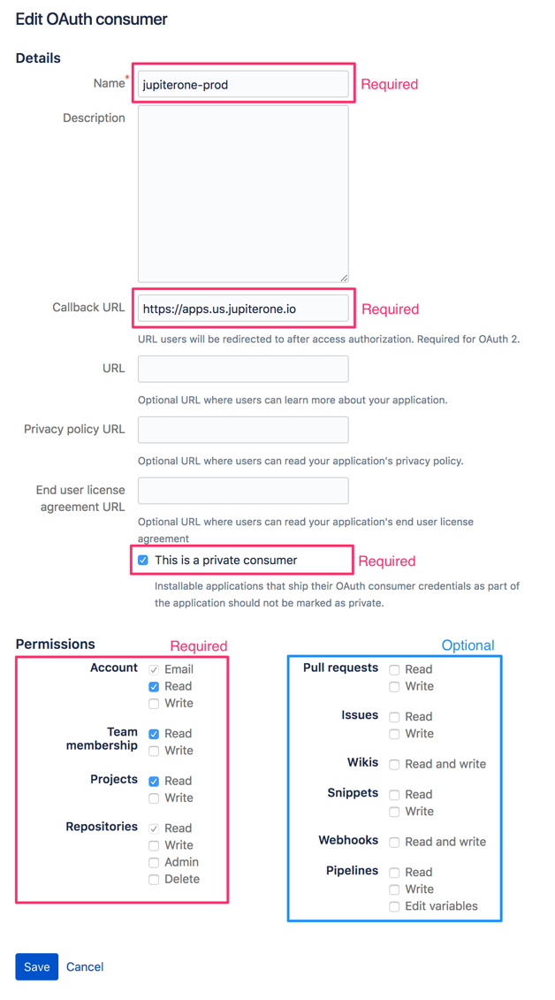 Edit OAuth consumer
Details
Name* jupiterone-prod Required
Description
Callback URL https://apps.us.jupiterone.io Required
URL users will be redirected to after access authorization. Required for OAuth 2.
URL
Optional URL where users can learn more about your application.
Privacy policy URL
Optional URL where users can read your application's privacy policy.
End user license
agreement URL
Optional URL where users can read your application's end user license
agreement
This is a private consumer Required
Installable applications that ship their OAuth consumer credentials as part of
the application should not be marked as private.
Permissions Required
Account Email
Read
Write
Team
membership
Read
Write
Projects Read
Write
Repositories Read
Write
Admin
Delete
Optional
Pull requests Read
Write
Issues Read
Write
Wikis Read and write
Snippets Read
Write
Webhooks Read and write
Pipelines Read
Write
Edit variables
Save Cancel